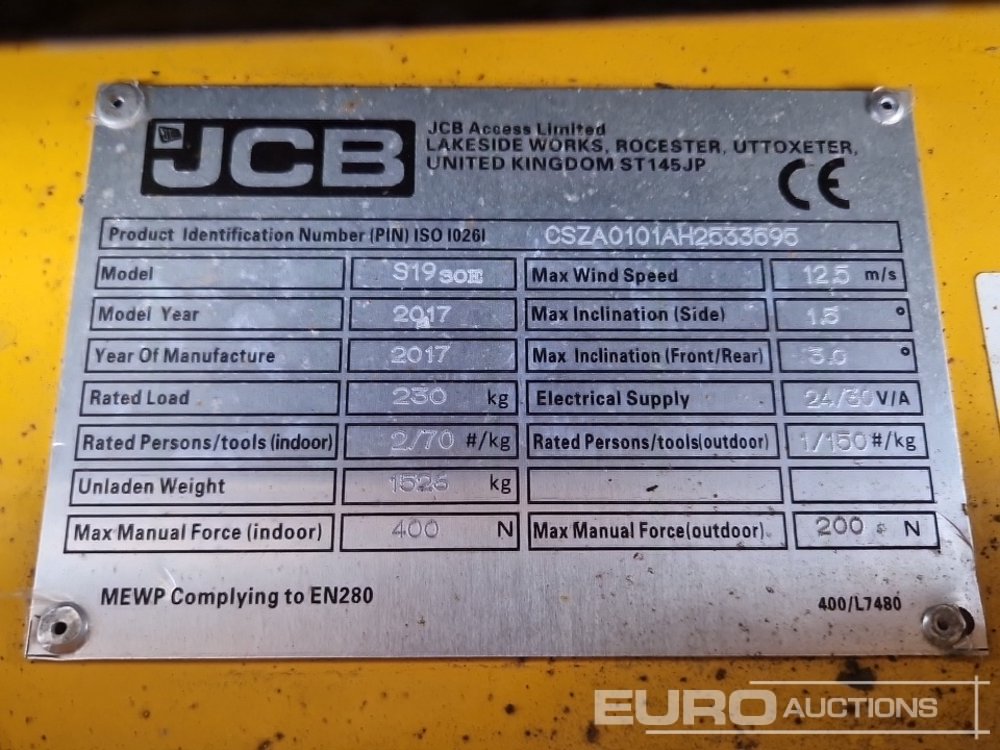 JCB
JCB Access Limited
LAKESIDE WORKS, ROCESTER, UTTOXETER,
UNITED KINGDOM ST145JP
CE
Product Identification Number (PIN) ISO 10261 CSZA0101AH2533595
Model S1930E Max Wind Speed 12.5 m/s
Model Year 2017 Max Inclination (Side) 1.5 °
Year Of Manufacture 2017 Max Inclination (Front/Rear) 3.0 °
Rated Load 230 kg Electrical Supply 24/30 V/A
Rated Persons/tools (indoor) 2/70 #/kg Rated Persons/tools(outdoor) 1/150 #/kg
Unladen Weight 1526 kg
Max Manual Force (indoor) 400 N Max Manual Force(outdoor) 200 N
MEWP Complying to EN280
400/L7480
EURO AUCTIONS